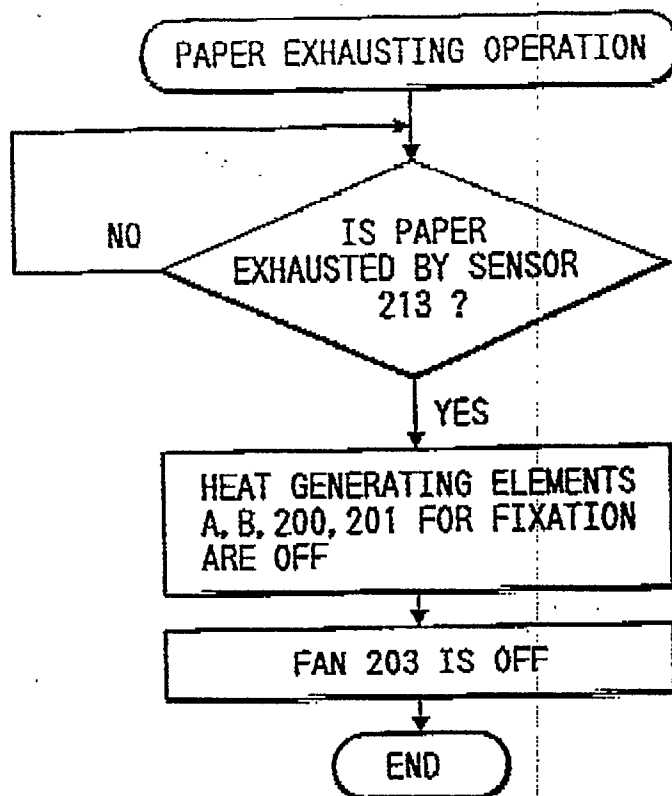 PAPER EXHAUSTING OPERATION
IS PAPER
EXHAUSTED BY SENSOR
213 ?
NO
YES
HEAT GENERATING ELEMENTS
A, B, 200, 201 FOR FIXATION
ARE OFF
FAN 203 IS OFF
END